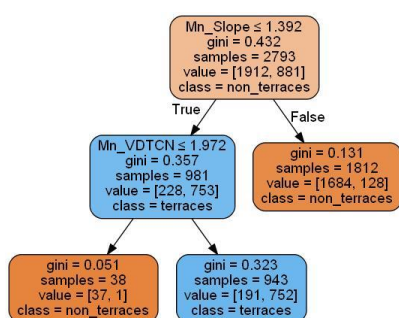 Mn_Slope ≤ 1.392
gini = 0.432
samples = 2793
value = [1912, 881]
class = non_terraces
True
False
Mn_VDTCN ≤ 1.972
gini = 0.357
samples = 981
value = [228, 753]
class = terraces
gini = 0.131
samples = 1812
value = [1684, 128]
class = non_terraces
gini = 0.051
samples = 38
value = [37, 1]
class = non_terraces
gini = 0.323
samples = 943
value = [191, 752]
class = terraces